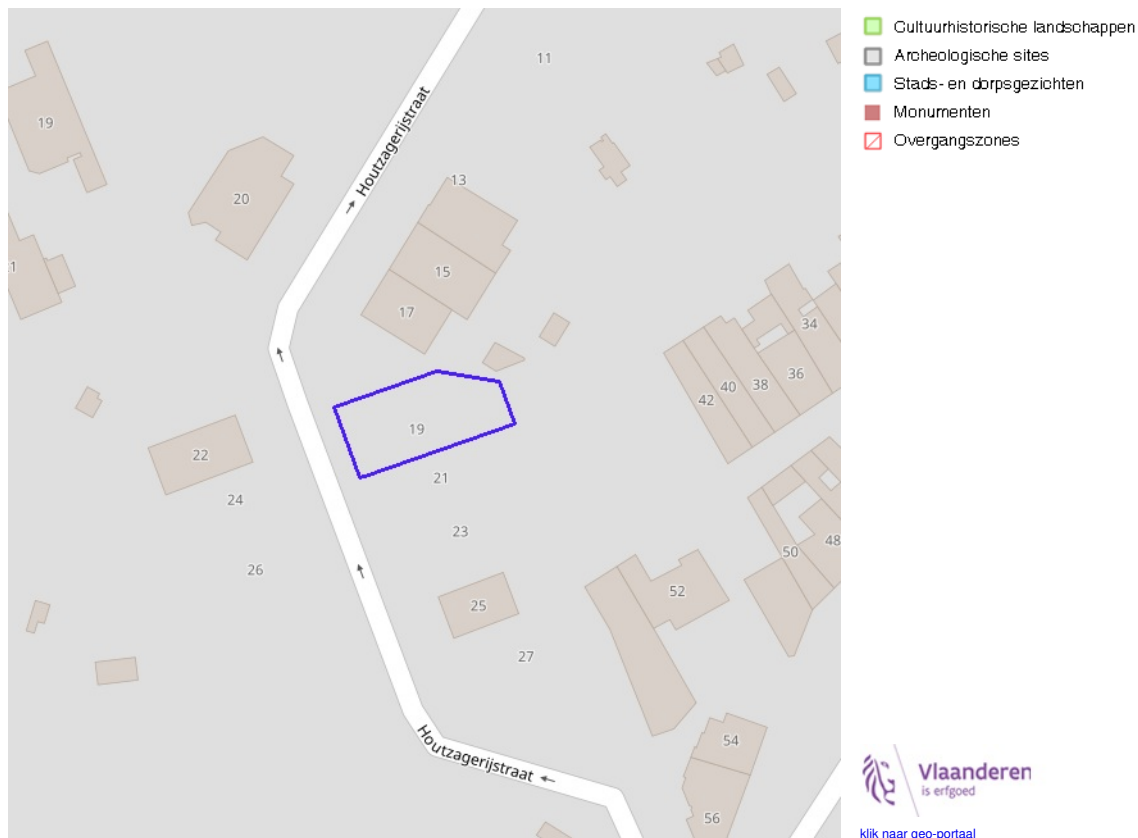 11
19
Houtzagerijstraat
13
20
15
1
17
34
36
38
40
42
19
22
21
24
23
48
50
26
52
25
27
54
Houtzagerijstraat
56
Cultuurhistorische landschappen
Archeologische sites
Stads- en dorpsgezichten
Monumenten
Overgangszones
Vlaanderen
is erfgoed
klik naar geo-portaal